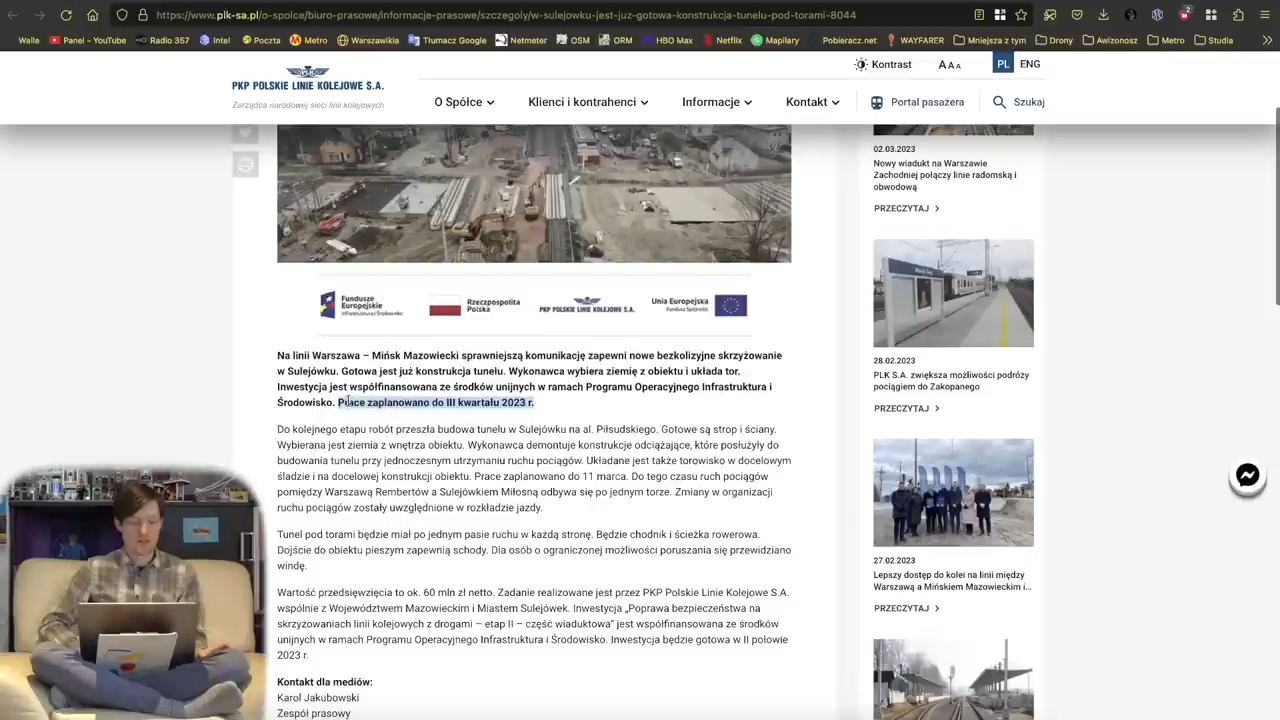 https://www.plk-sa.pl/o-spolce/biuro-prasowe/informacje-prasowe/szczegoly/w-sulejowku-jest-juz-konstrukcja-tunelu-pod-torami-8044
Walla
Panel – YouTube
Radio 357
Intel
Poczta
Metro
Warszawikia
Tłumacz Google
Netmeter
OSM
ORM
HBO Max
Netflix
Mapilary
Pobieracz.net
WYFARER
Mining
Dom
Studia
Kontrast
A A A
PL
ENG
PKP POLSKIE LINIE KOLEJOWE S.A.
Zarządca narodowej sieci linii kolejowych
O Spółce
Klienci i kontrahenci
Informacje
Kontakt
Portal pasażera
Szukaj
Fundusze
Europejskie
Infrastruktura i Środowisko
Rzeczpospolita
Polska
PKP POLSKIE LINIE KOLEJOWE S.A.
Unia Europejska
Fundusz Spójności
Na linii Warszawa – Mińsk Mazowiecki sprawniejszą komunikację zapewni nowe bezkolizyjne skrzyżowanie
w Sulejówku. Gotowa jest już konstrukcja tunelu. Wykonawca wybiera ziemię z obiektu i układa tor.
Inwestycja jest współfinansowana ze środków unijnych w ramach Programu Operacyjnego Infrastruktura i
Środowisko. Prace zaplanowano do III kwartału 2023 r.
Do kolejnego etapu robót przeszła budowa tunelu w Sulejówku na al. Piłsudskiego. Gotowe są strop i ściany.
Wybierana jest ziemia z wnętrza obiektu. Wykonawca demontuje konstrukcje odciążające, które posłużyły do
budowania tunelu przy jednoczesnym utrzymaniu ruchu pociągów. Układane jest także torowisko w docelowym
śladzie i na docelowej konstrukcji obiektu. Prace zaplanowano do 11 marca. Do tego czasu ruch pociągów
pomiędzy Warszawą Rembertów a Sulejówkiem Miłosną odbywa się po jednym torze. Zmiany w organizacji
ruchu pociągów zostały uwzględnione w rozkładzie jazdy.
Tunel pod torami będzie miał po jednym pasie ruchu w każdą stronę. Będzie chodnik i ścieżka rowerowa.
Dojście do obiektu pieszym zapewnią schody. Dla osób o ograniczonej możliwości poruszania się przewidziano
windę.
Wartość przedsięwzięcia to ok. 60 mln zł netto. Zadanie realizowane jest przez PKP Polskie Linie Kolejowe S.A.
wspólnie z Województwem Mazowieckim i Miastem Sulejówek. Inwestycja „Poprawa bezpieczeństwa na
skrzyżowaniach linii kolejowych z drogami – etap II – część wiaduktowa” jest współfinansowana ze środków
unijnych w ramach Programu Operacyjnego Infrastruktura i Środowisko. Inwestycja będzie gotowa w II połowie
2023 r.
Kontakt dla mediów:
Karol Jakubowski
Zespół prasowy
02.03.2023
Nowy wiadukt na Warszawie
Zachodniej połączy linie radomską i
obwodową
PRZECZYTAJ
28.02.2023
PLK S.A. zwiększa możliwości podróży
pociągiem do Zakopanego
PRZECZYTAJ
27.02.2023
Lepszy dostęp do kolei na linii między
Warszawą a Mińskiem Mazowieckim i...
PRZECZYTAJ